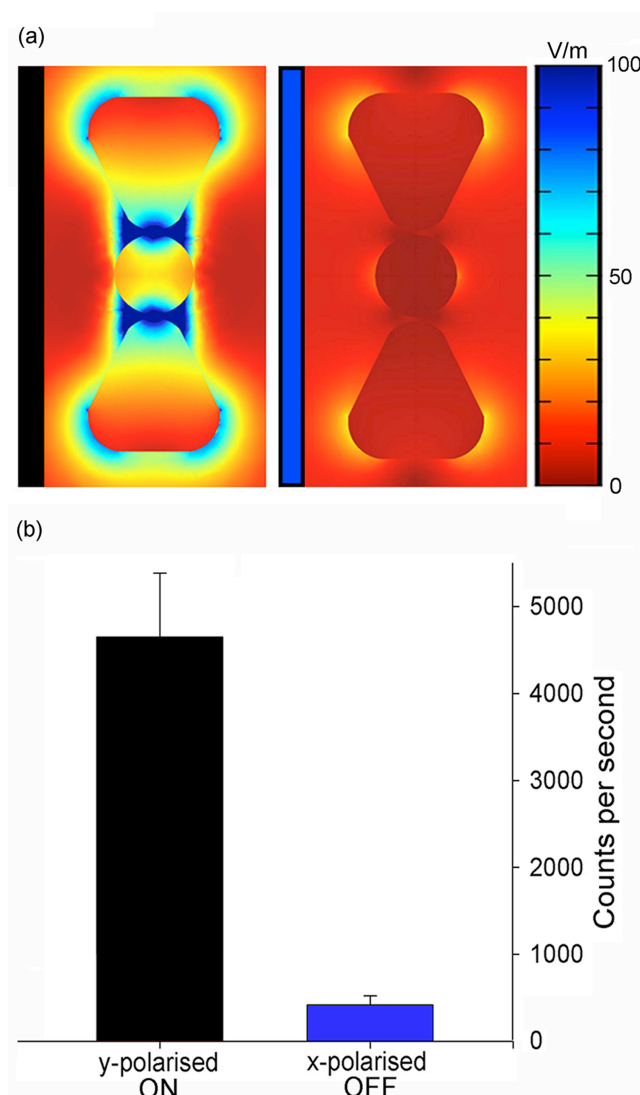 (a)
V/m
100
50
0
(b)
5000
4000
3000
2000
1000
0
Counts per second
y-polarised
ON
x-polarised
OFF